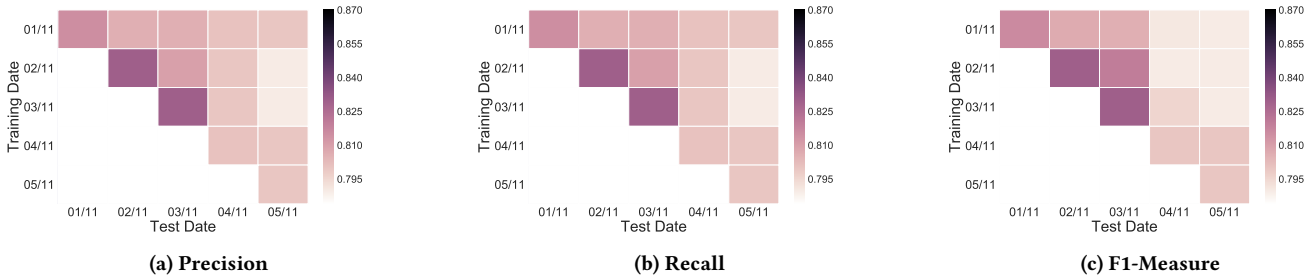 0.870
01/11
0.855
02/11
0.840
Training Date
03/11
0.825
04/11
0.810
05/11
0.795
01/11 02/11 03/11 04/11 05/11
Test Date
(a) Precision
0.870
01/11
0.855
02/11
0.840
Training Date
03/11
0.825
04/11
0.810
05/11
0.795
01/11 02/11 03/11 04/11 05/11
Test Date
(b) Recall
0.870
01/11
0.855
02/11
0.840
Training Date
03/11
0.825
04/11
0.810
05/11
0.795
01/11 02/11 03/11 04/11 05/11
Test Date
(c) F1-Measure